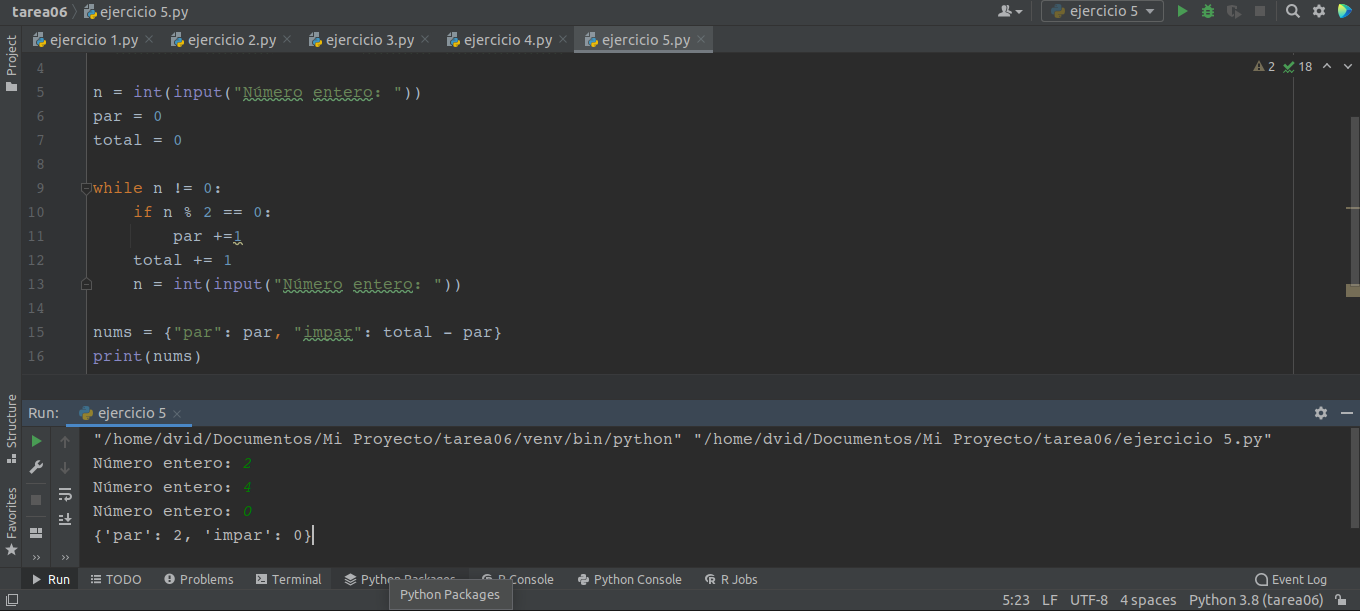 tarea06 ejercicio 5.py ejercicio 5
ejercicio 1.py ejercicio 2.py ejercicio 3.py ejercicio 4.py ejercicio 5.py
Project
2 18
4
5 n = int(input("Número entero: "))
6 par = 0
7 total = 0
8
9 while n != 0:
10 if n % 2 == 0:
11 par +=1
12 total += 1
13 n = int(input("Número entero: "))
14
15 nums = {"par": par, "impar": total - par}
16 print(nums)
Structure
Favorites
Run: ejercicio 5
"/home/dvid/Documentos/Mi Proyecto/tarea06/venv/bin/python" "/home/dvid/Documentos/Mi Proyecto/tarea06/ejercicio 5.py"
Número entero: 2
Número entero: 4
Número entero: 0
{'par': 2, 'impar': 0}
Run TODO Problems Terminal Python Packages R Console Python Console R Jobs Event Log
Python Packages
5:23 LF UTF-8 4 spaces Python 3.8 (tarea06)